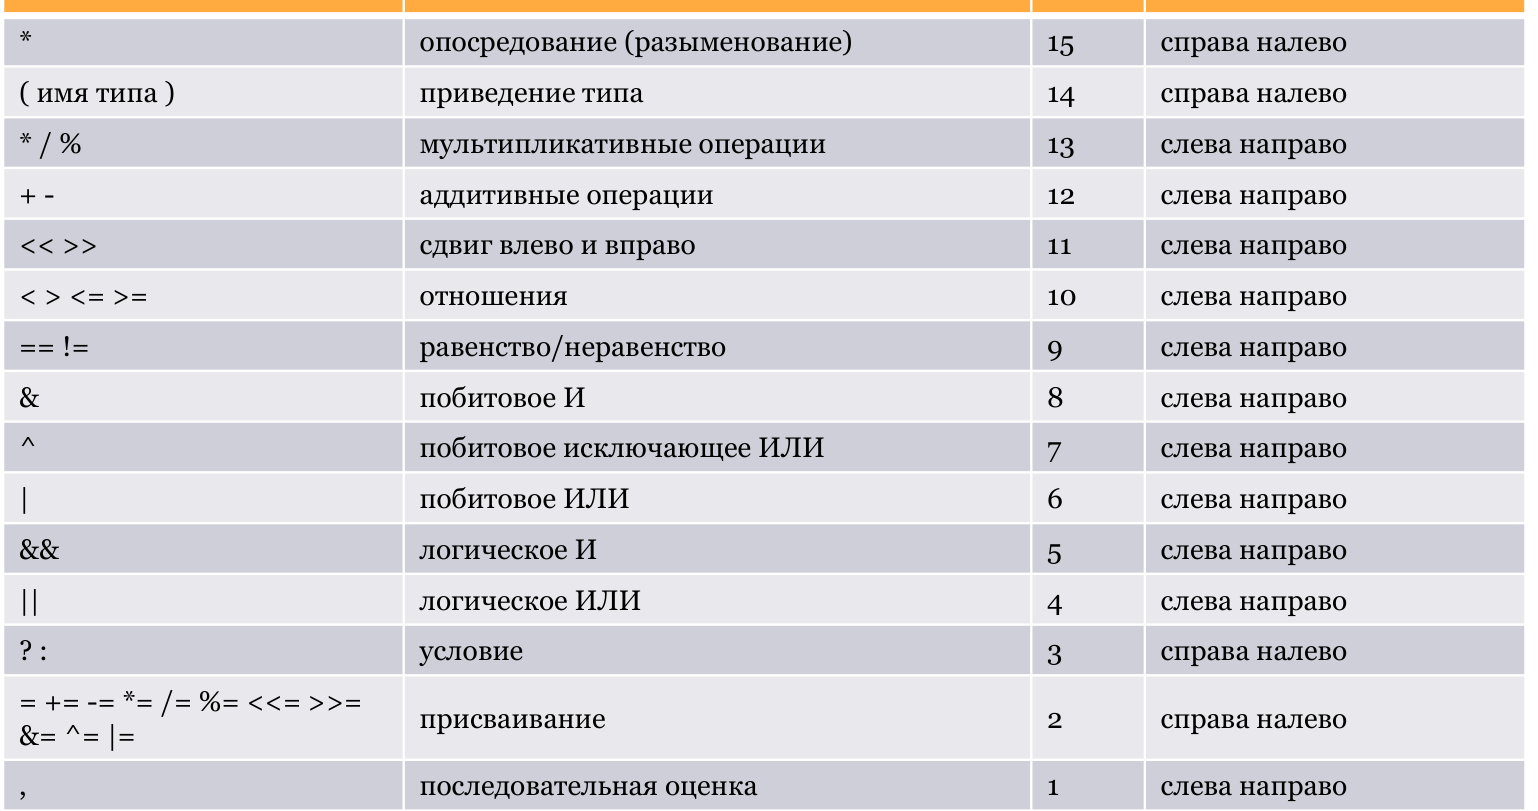 * опосредование (разыменование) 15 справа налево
( имя типа ) приведение типа 14 справа налево
* / % мультипликативные операции 13 слева направо
+ - аддитивные операции 12 слева направо
<< >> сдвиг влево и вправо 11 слева направо
< > <= >= отношения 10 слева направо
== != равенство/неравенство 9 слева направо
& побитовое И 8 слева направо
^ побитовое исключающее ИЛИ 7 слева направо
| побитовое ИЛИ 6 слева направо
&& логическое И 5 слева направо
|| логическое ИЛИ 4 слева направо
? : условие 3 справа налево
= += -= *= /= %= <<= >>=
&= ^= |= присваивание 2 справа налево
, последовательная оценка 1 слева направо